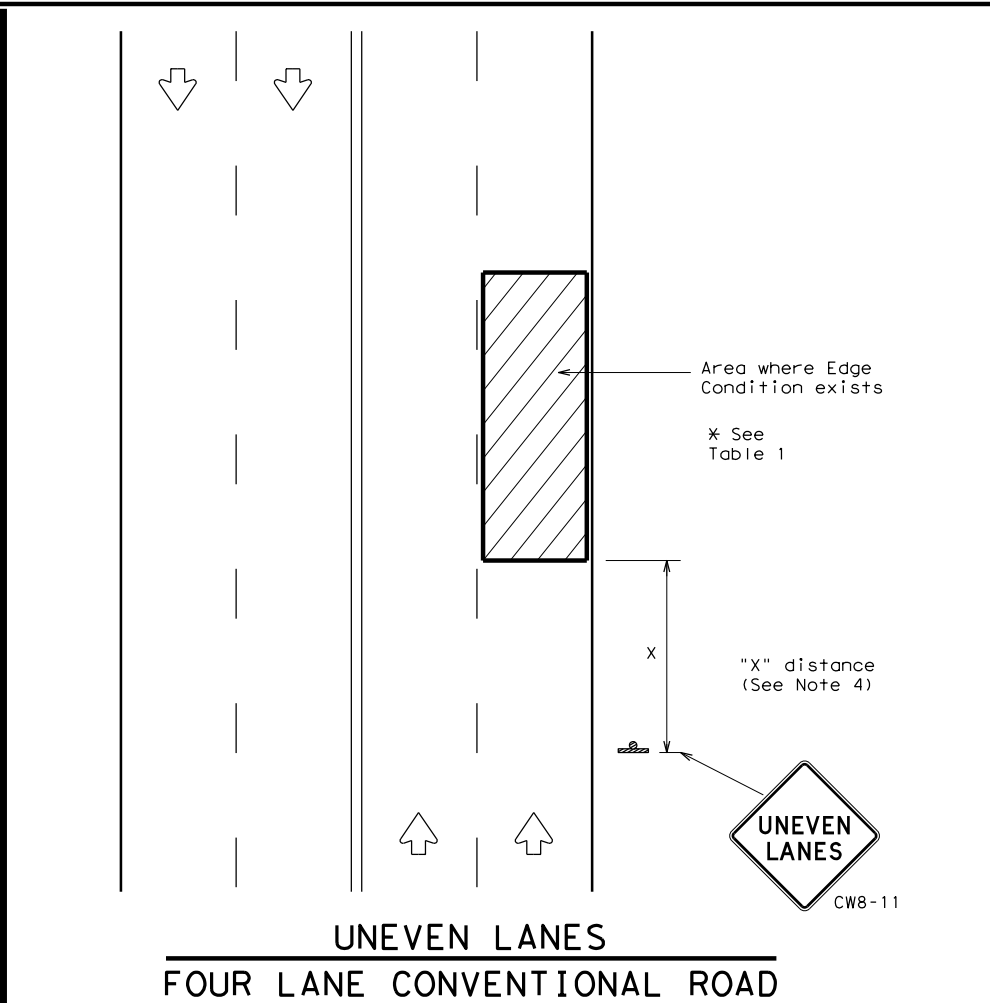 Area where Edge
Condition exists
* See
Table 1
X
"X" distance
(See Note 4)
UNEVEN
LANES
CW8-11
UNEVEN LANES
FOUR LANE CONVENTIONAL ROAD